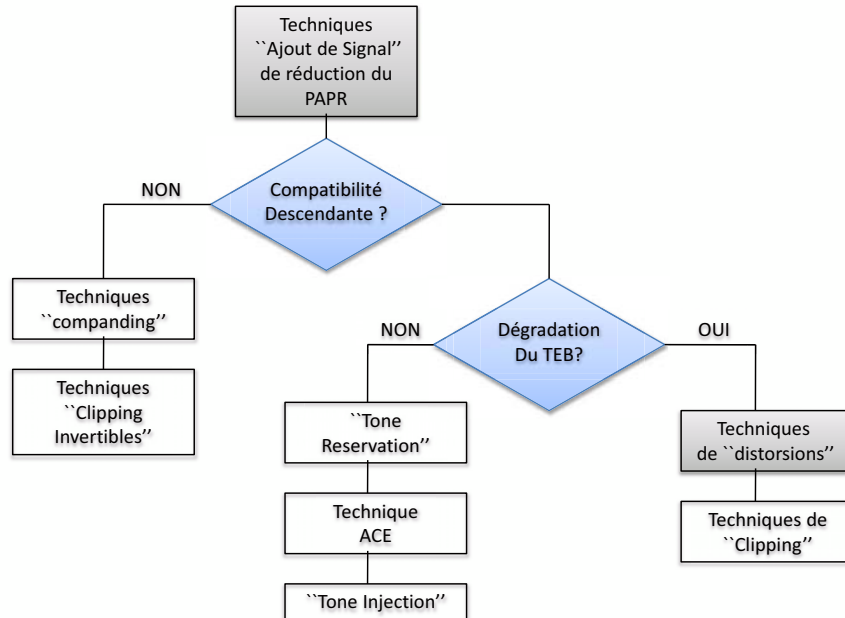 Techniques
``Ajout de Signal''
de réduction du
PAPR
NON
Compatibilité
Descendante ?
Techniques
``companding''
Techniques
``Clipping
Invertibles''
NON
Dégradation
Du TEB?
OUI
``Tone
Reservation''
Technique
ACE
``Tone Injection''
Techniques
de ``distorsions''
Techniques de
``Clipping''